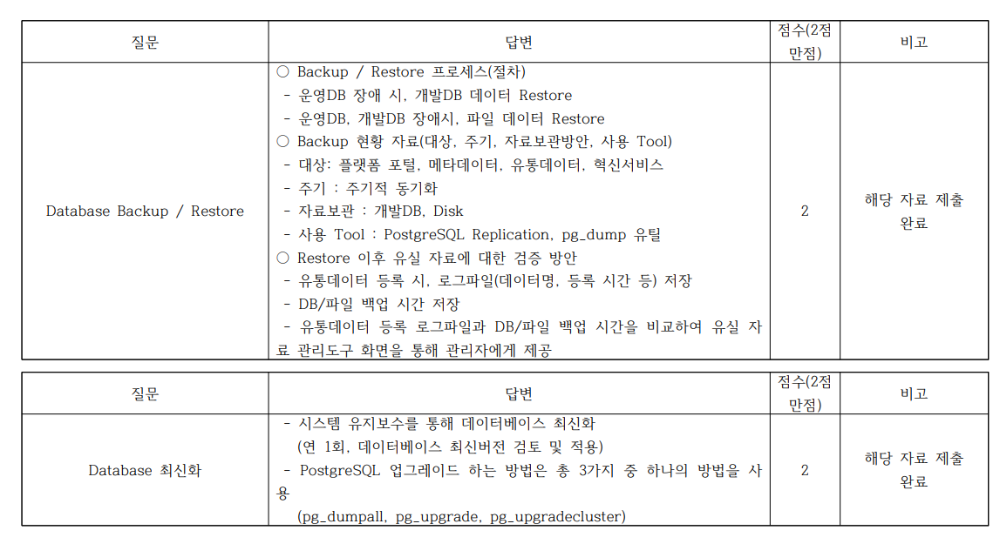 질문 답변 점수(2점 만점) 비고
Database Backup / Restore
○ Backup / Restore 프로세스(절차)
- 운영DB 장애 시, 개발DB 데이터 Restore
- 운영DB, 개발DB 장애시, 파일 데이터 Restore
○ Backup 현황 자료(대상, 주기, 자료보관방안, 사용 Tool)
- 대상: 플랫폼 포털, 메타데이터, 유통데이터, 혁신서비스
- 주기 : 주기적 동기화
- 자료보관 : 개발DB, Disk
- 사용 Tool : PostgreSQL Replication, pg_dump 유틸
○ Restore 이후 유실 자료에 대한 검증 방안
- 유통데이터 등록 시, 로그파일(데이터명, 등록 시간 등) 저장
- DB/파일 백업 시간 저장
- 유통데이터 등록 로그파일과 DB/파일 백업 시간을 비교하여 유실 자
료 관리도구 화면을 통해 관리자에게 제공
2
해당 자료 제출
완료
질문 답변 점수(2점 만점) 비고
Database 최신화
- 시스템 유지보수를 통해 데이터베이스 최신화
(연 1회, 데이터베이스 최신버전 검토 및 적용)
- PostgreSQL 업그레이드 하는 방법은 총 3가지 중 하나의 방법을 사
용
(pg_dumpall, pg_upgrade, pg_upgradecluster)
2
해당 자료 제출
완료